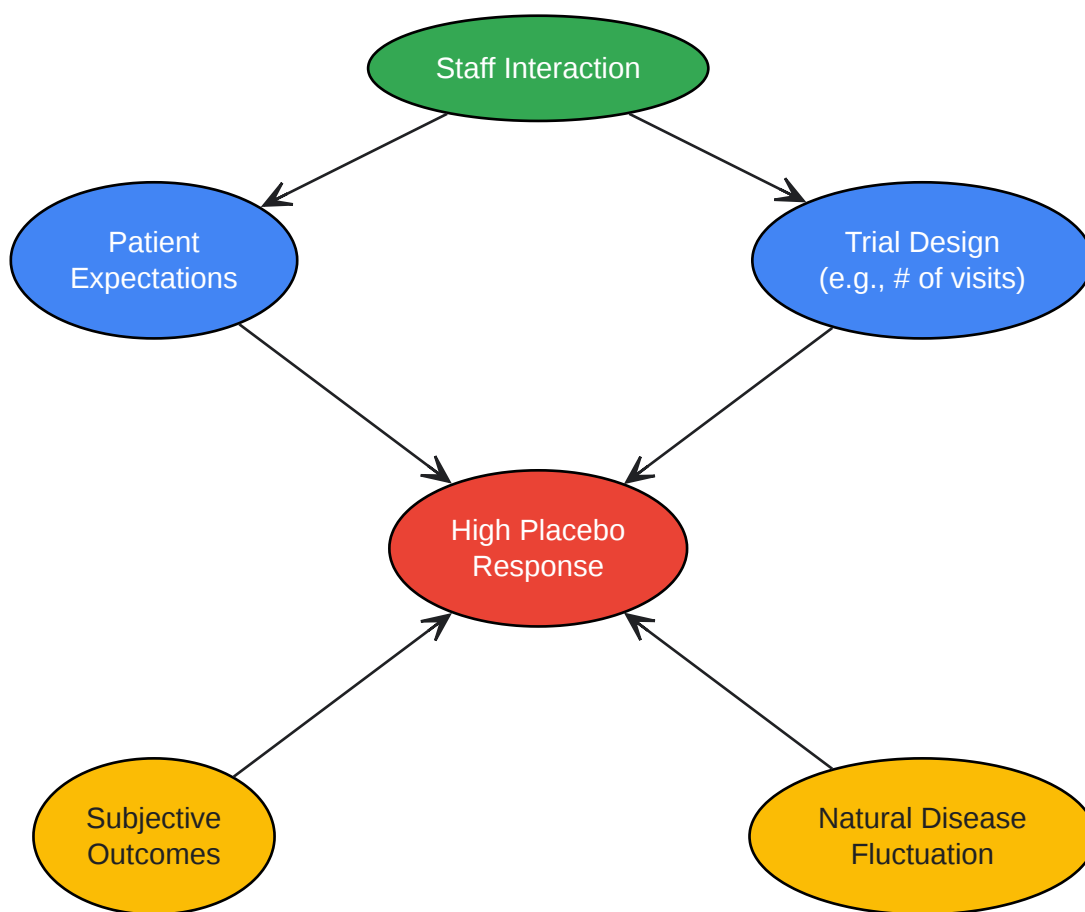 Staff Interaction
Patient
Expectations
Trial Design
(e.g., # of visits)
High Placebo
Response
Subjective
Outcomes
Natural Disease
Fluctuation